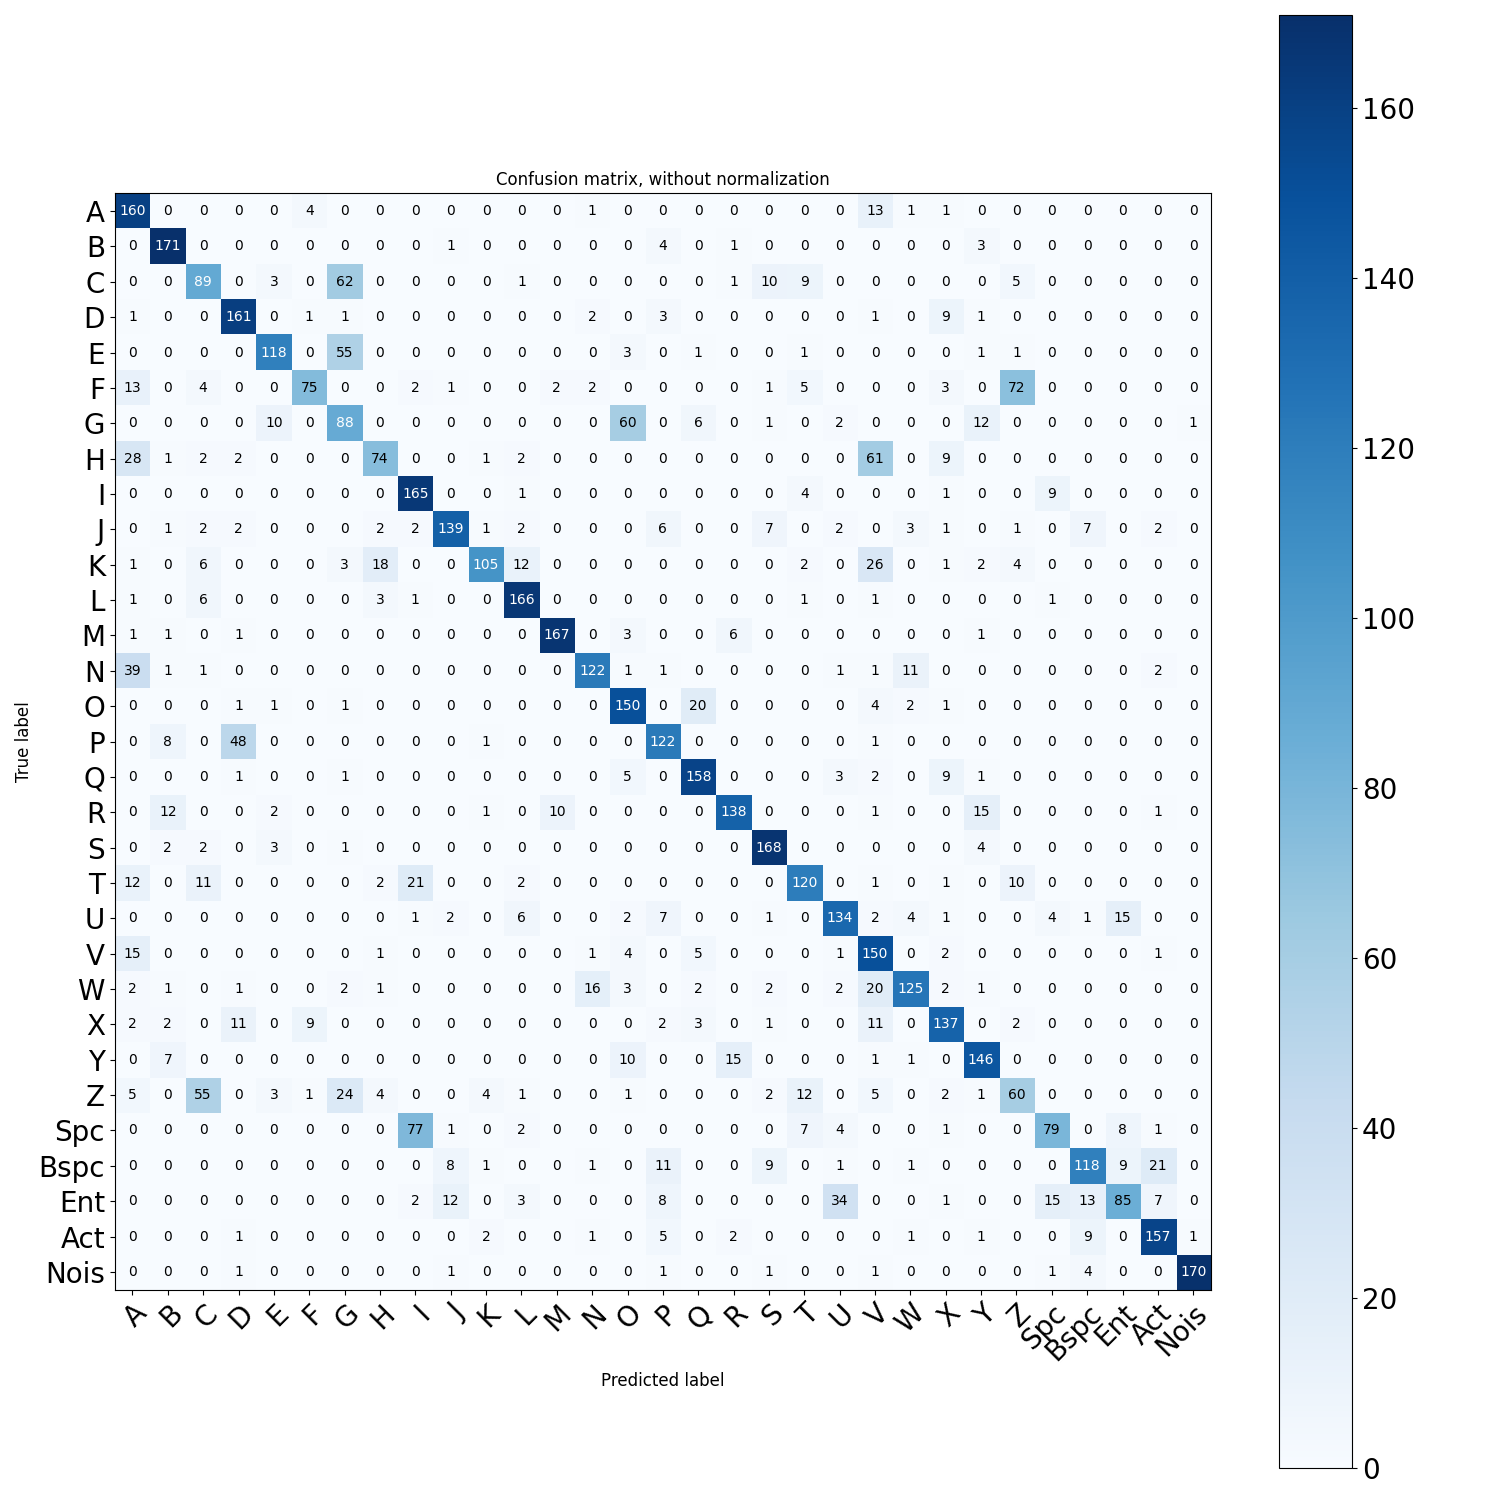 Confusion matrix, without normalization
A 160 0 0 0 0 4 0 0 0 0 0 0 0 1 0 0 0 0 0 0 0 13 1 1 0 0 0 0 0 0 0
B 0 171 0 0 0 0 0 0 0 1 0 0 0 0 0 4 0 1 0 0 0 0 0 0 3 0 0 0 0 0 0
C 0 0 89 0 3 0 62 0 0 0 0 1 0 0 0 0 0 1 10 9 0 0 0 0 0 5 0 0 0 0 0
D 1 0 0 161 0 1 1 0 0 0 0 0 0 2 0 3 0 0 0 0 0 1 0 9 1 0 0 0 0 0 0
E 0 0 0 0 118 0 55 0 0 0 0 0 0 0 3 0 1 0 0 1 0 0 0 0 1 1 0 0 0 0 0
F 13 0 4 0 0 75 0 0 2 1 0 0 2 2 0 0 0 0 1 5 0 0 0 3 0 72 0 0 0 0 0
G 0 0 0 0 10 0 88 0 0 0 0 0 0 0 60 0 6 0 1 0 2 0 0 0 12 0 0 0 0 0 1
H 28 1 2 2 0 0 0 74 0 0 1 2 0 0 0 0 0 0 0 0 0 61 0 9 0 0 0 0 0 0 0
I 0 0 0 0 0 0 0 0 165 0 0 1 0 0 0 0 0 0 0 4 0 0 0 1 0 0 9 0 0 0 0
J 0 1 2 2 0 0 0 2 2 139 1 2 0 0 0 6 0 0 7 0 2 0 3 1 0 1 0 7 0 2 0
K 1 0 6 0 0 0 3 18 0 0 105 12 0 0 0 0 0 0 0 2 0 26 0 1 2 4 0 0 0 0 0
L 1 0 6 0 0 0 0 3 1 0 0 166 0 0 0 0 0 0 0 1 0 1 0 0 0 0 1 0 0 0 0
M 1 1 0 1 0 0 0 0 0 0 0 0 167 0 3 0 0 6 0 0 0 0 0 0 1 0 0 0 0 0 0
N 39 1 1 0 0 0 0 0 0 0 0 0 0 122 1 1 0 0 0 0 1 1 11 0 0 0 0 0 0 2 0
O 0 0 0 1 1 0 1 0 0 0 0 0 0 0 150 0 20 0 0 0 0 4 2 1 0 0 0 0 0 0 0
P 0 8 0 48 0 0 0 0 0 0 1 0 0 0 0 122 0 0 0 0 0 1 0 0 0 0 0 0 0 0 0
Q 0 0 0 1 0 0 1 0 0 0 0 0 0 0 5 0 158 0 0 0 3 2 0 9 1 0 0 0 0 0 0
R 0 12 0 0 2 0 0 0 0 0 1 0 10 0 0 0 0 138 0 0 0 1 0 0 15 0 0 0 0 1 0
S 0 2 2 0 3 0 1 0 0 0 0 0 0 0 0 0 0 0 168 0 0 0 0 0 4 0 0 0 0 0 0
T 12 0 11 0 0 0 0 2 21 0 0 2 0 0 0 0 0 0 0 120 0 1 0 1 0 10 0 0 0 0 0
U 0 0 0 0 0 0 0 0 1 2 0 6 0 0 2 7 0 0 1 0 134 2 4 1 0 0 4 1 15 0 0
V 15 0 0 0 0 0 0 1 0 0 0 0 0 1 4 0 5 0 0 0 1 150 0 2 0 0 0 0 0 1 0
W 2 1 0 1 0 0 2 1 0 0 0 0 0 16 3 0 2 0 2 0 2 20 125 2 1 0 0 0 0 0 0
X 2 2 0 11 0 9 0 0 0 0 0 0 0 0 0 2 3 0 1 0 0 11 0 137 0 2 0 0 0 0 0
Y 0 7 0 0 0 0 0 0 0 0 0 0 0 0 10 0 0 15 0 0 0 1 1 0 146 0 0 0 0 0 0
Z 5 0 55 0 3 1 24 4 0 0 4 1 0 0 1 0 0 0 2 12 0 5 0 2 1 60 0 0 0 0 0
Spc 0 0 0 0 0 0 0 0 77 1 0 2 0 0 0 0 0 0 0 7 4 0 0 1 0 0 79 0 8 1 0
Bspc 0 0 0 0 0 0 0 0 0 8 1 0 0 1 0 11 0 0 9 0 1 0 1 0 0 0 0 118 9 21 0
Ent 0 0 0 0 0 0 0 0 2 12 0 3 0 0 0 8 0 0 0 0 34 0 0 1 0 0 15 13 85 7 0
Act 0 0 0 1 0 0 0 0 0 0 2 0 0 1 0 5 0 2 0 0 0 0 1 0 1 0 0 9 0 157 1
Nois 0 0 0 1 0 0 0 0 0 1 0 0 0 0 0 1 0 0 1 0 0 1 0 0 0 0 1 4 0 0 170
A B C D E F G H I J K L M N O P Q R S T U V W X Y Z Spc Bspc Ent Act Nois
Predicted label
True label
160
140
120
100
80
60
40
20
0